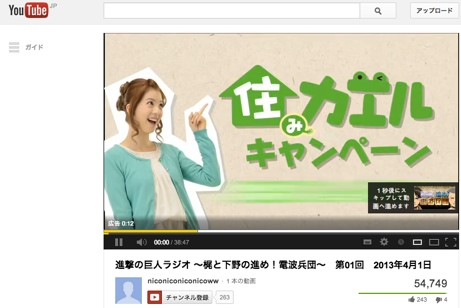 YouTube JP
アップロード
ガイド
住みカエル
キャンペーン
1 秒後にス
キップして動
画へ進めます
広告 0:12
00:00 / 38:47
進撃の巨人ラジオ ～梶と下野の進め！電波兵団～　第01回　2013年4月1日
niconiconiconicoww · 1 本の動画
チャンネル登録 263
54,749
243 4